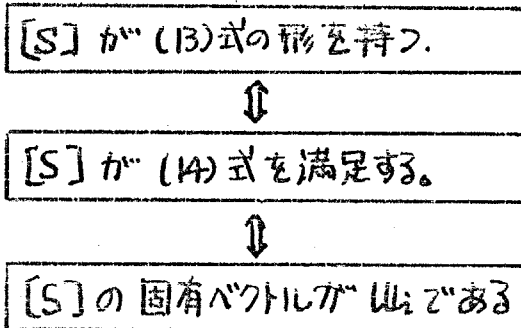 [S] が (13)式の形を持つ.
⇕
[S] が (14) 式を満足する。
⇕
[S] の固有ベクトルが 𝕦i である